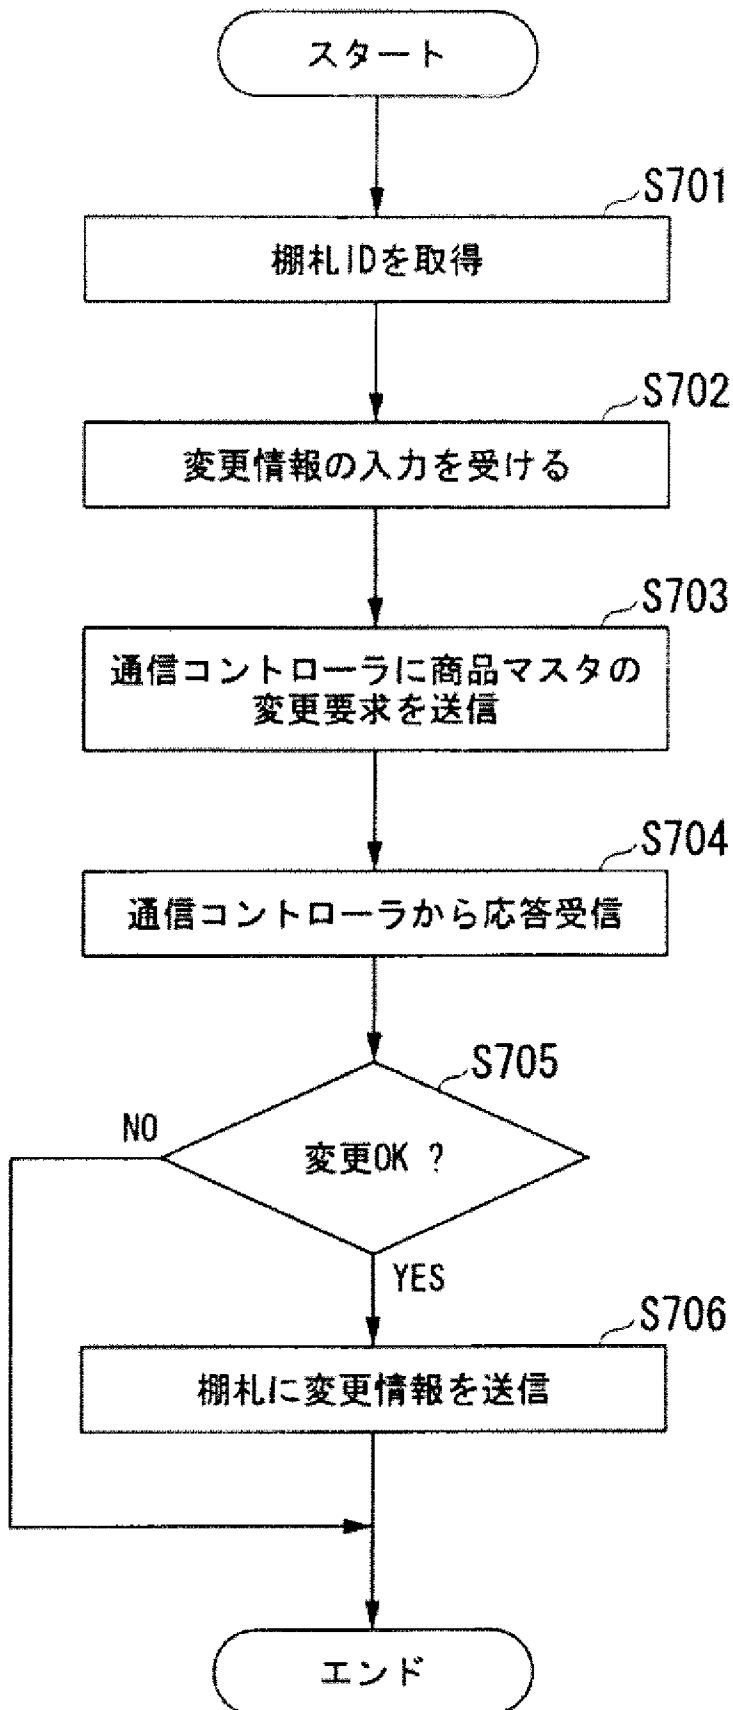 スタート
S701
棚札IDを取得
S702
変更情報の入力を受ける
S703
通信コントローラに商品マスタの
変更要求を送信
S704
通信コントローラから応答受信
S705
NO
変更OK ?
YES
S706
棚札に変更情報を送信
エンド